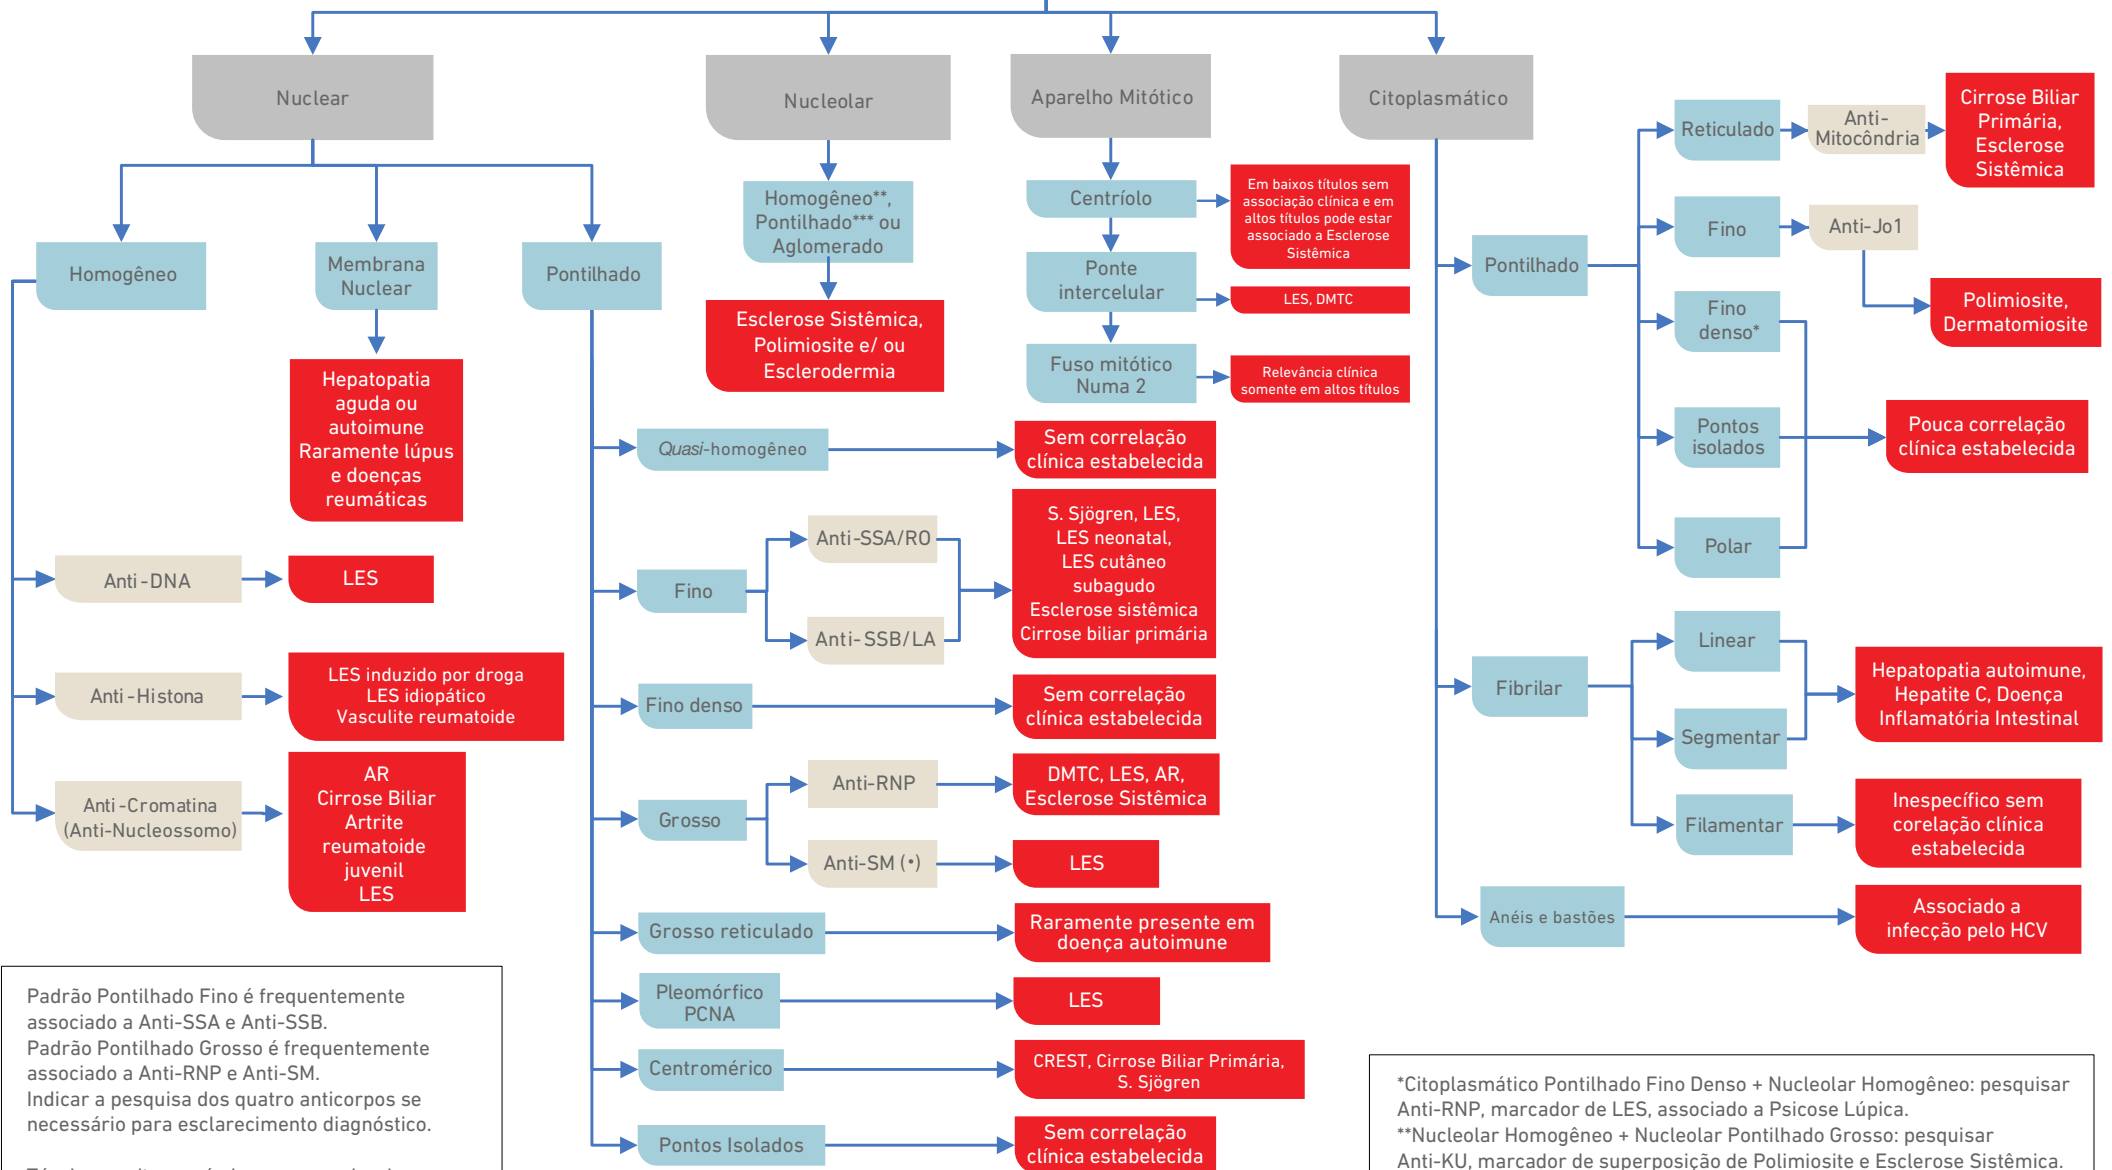 Nuclear
Nucleolar
Aparelho Mitótico
Citoplasmático
Homogêneo
Membrana
Nuclear
Pontilhado
Hepatopatia
aguda ou
autoimune
Raramente lúpus
e doenças
reumáticas
Anti-DNA
LES
Anti-Histona
LES induzido por droga
LES idiopático
Vasculite reumatoide
Anti-Cromatina
(Anti-Nucleossomo)
AR
Cirrose Biliar
Artrite
reumatoide
juvenil
LES
Homogêneo**,
Pontilhado*** ou
Aglomerado
Esclerose Sistêmica,
Polimiosite e/ ou
Esclerodermia
Centríolo
Em baixos títulos sem
associação clínica e em
altos títulos pode estar
associado a Esclerose
Sistêmica
Ponte
intercelular
LES, DMTC
Fuso mitótico
Numa 2
Relevância clínica
somente em altos títulos
Quasi-homogêneo
Sem correlação
clínica estabelecida
Fino
Anti-SSA/RO
Anti-SSB/LA
S. Sjögren, LES,
LES neonatal,
LES cutâneo
subagudo
Esclerose sistêmica
Cirrose biliar primária
Fino denso
Sem correlação
clínica estabelecida
Grosso
Anti-RNP
DMTC, LES, AR,
Esclerose Sistêmica
Anti-SM (•)
LES
Grosso reticulado
Raramente presente em
doença autoimune
Pleomórfico
PCNA
LES
Centromérico
CREST, Cirrose Biliar Primária,
S. Sjögren
Pontos Isolados
Sem correlação
clínica estabelecida
Pontilhado
Reticulado
Anti-
Mitocôndria
Cirrose Biliar
Primária,
Esclerose
Sistêmica
Fino
Anti-Jo1
Polimiosite,
Dermatomiosite
Fino
denso*
Pontos
isolados
Polar
Pouca correlação
clínica estabelecida
Fibrilar
Linear
Segmentar
Hepatopatia autoimune,
Hepatite C, Doença
Inflamatória Intestinal
Filamentar
Inespecífico sem
corelação clínica
estabelecida
Anéis e bastões
Associado a
infecção pelo HCV
Padrão Pontilhado Fino é frequentemente
associado a Anti-SSA e Anti-SSB.
Padrão Pontilhado Grosso é frequentemente
associado a Anti-RNP e Anti-SM.
Indicar a pesquisa dos quatro anticorpos se
necessário para esclarecimento diagnóstico.
*Citoplasmático Pontilhado Fino Denso + Nucleolar Homogêneo: pesquisar
Anti-RNP, marcador de LES, associado a Psicose Lúpica.
**Nucleolar Homogêneo + Nucleolar Pontilhado Grosso: pesquisar
Anti-KU, marcador de superposição de Polimiosite e Esclerose Sistêmica.